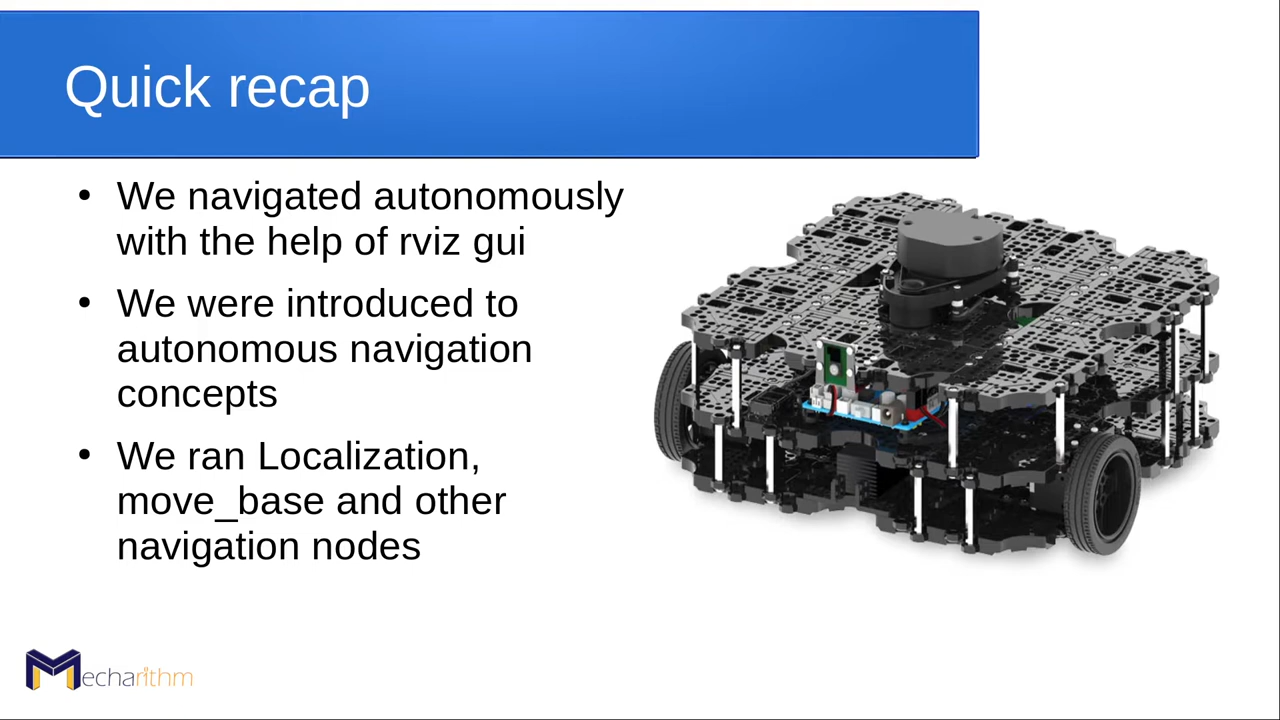 Quick recap
• We navigated autonomously
with the help of rviz gui
• We were introduced to
autonomous navigation
concepts
• We ran Localization,
move_base and other
navigation nodes
Mecharithm